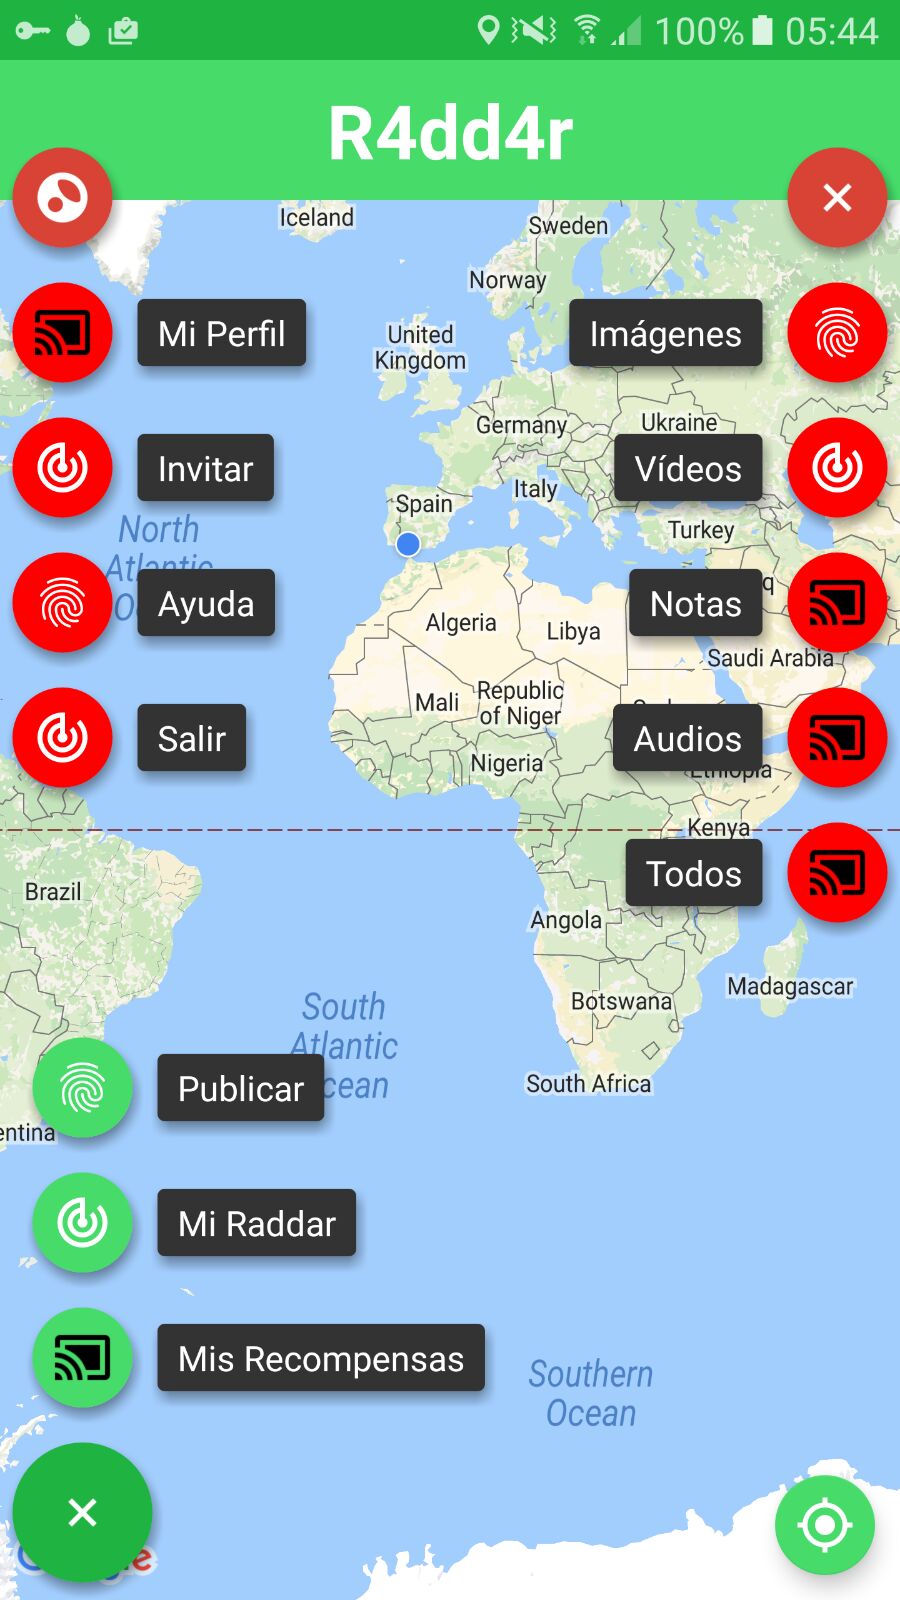 100% 05:44
R4dd4r
Iceland
Sweden
Norway
Mi Perfil
Imágenes
United
Kingdom
Germany
Ukraine
Invitar
Vídeos
Italy
Spain
North
Atlantic
Turkey
Ayuda
Notas
q
Algeria
Libya
Saudi Arabia
Mali
Republic
of Niger
Salir
Audios
Nigeria
Ethiopia
Kenya
Todos
Brazil
Angola
Madagascar
Botswana
South
Atlantic
cean
Publicar
South Africa
entina
Mi Raddar
Mis Recompensas
Southern
Ocean